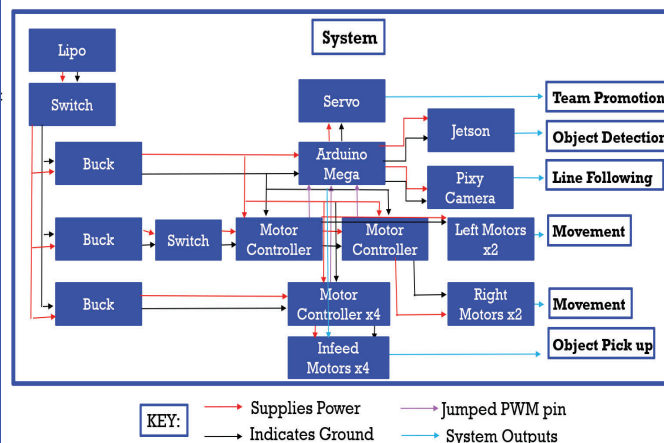 System
Lipo
Switch
Servo
Team Promotion
Jetson
Object Detection
Buck
Arduino
Mega
Pixy
Camera
Line Following
Buck
Switch
Motor
Controller
Motor
Controller
Left Motors
x2
Movement
Buck
Motor
Controller x4
Right
Motors x2
Movement
Infeed
Motors x4
Object Pick up
KEY:
Supplies Power
Jumped PWM pin
Indicates Ground
System Outputs